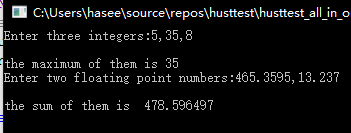 C:\Users\hasee\source\repos\husttest\husttest_all_in_o
Enter three integers:5,35,8
the maximum of them is 35
Enter two floating point numbers:465.3595,13.237
the sum of them is  478.596497